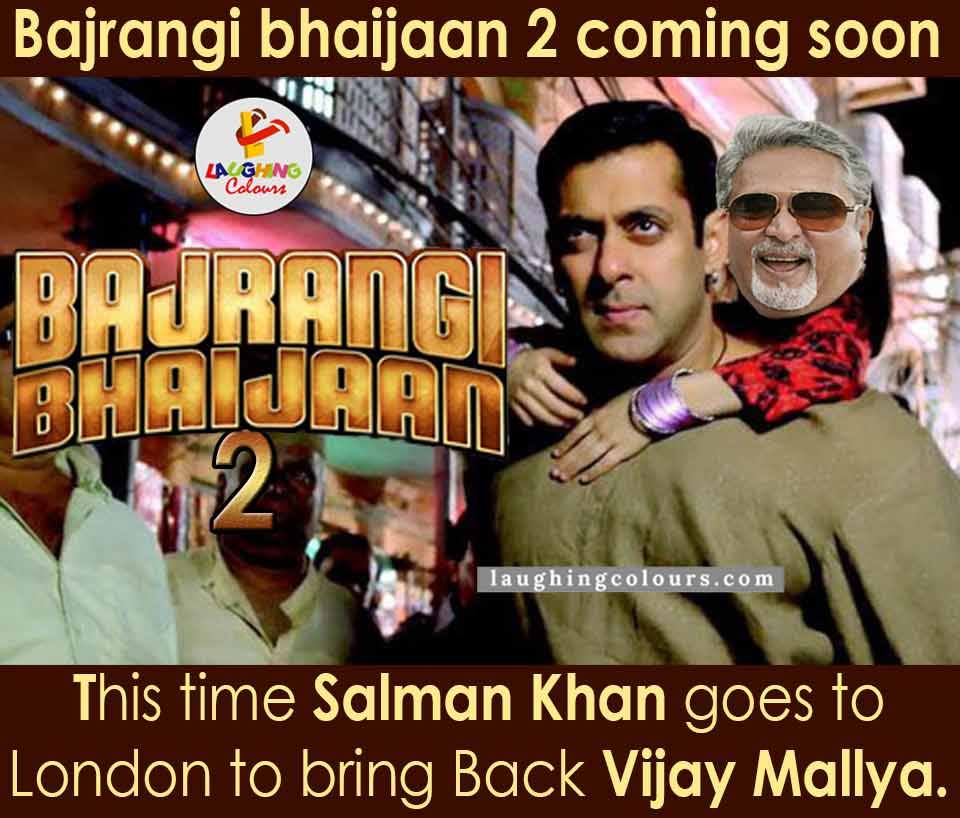 Bajrangi bhaijaan 2 coming soon
LAUGHING
Colours
BAJRANGI
BHAIJAAN
2
laughingcolours.com
This time Salman Khan goes to
London to bring Back Vijay Mallya.